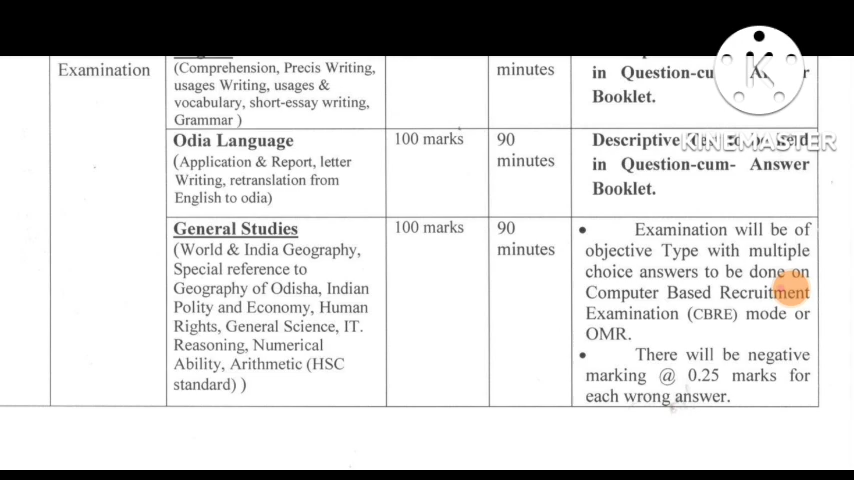 Examination
(Comprehension, Precis Writing,
usages Writing, usages &
vocabulary, short-essay writing,
Grammar )
minutes
in Question-cum
Booklet.
KINEMASTER
Odia Language
(Application & Report, letter
Writing, retranslation from
English to odia)
100 marks
90
minutes
Descriptive
in Question-cum- Answer
Booklet.
General Studies
(World & India Geography,
Special reference to
Geography of Odisha, Indian
Polity and Economy, Human
Rights, General Science, IT.
Reasoning, Numerical
Ability, Arithmetic (HSC
standard) )
100 marks
90
minutes
• Examination will be of
objective Type with multiple
choice answers to be done on
Computer Based Recruitment
Examination (CBRE) mode or
OMR.
• There will be negative
marking @ 0.25 marks for
each wrong answer.